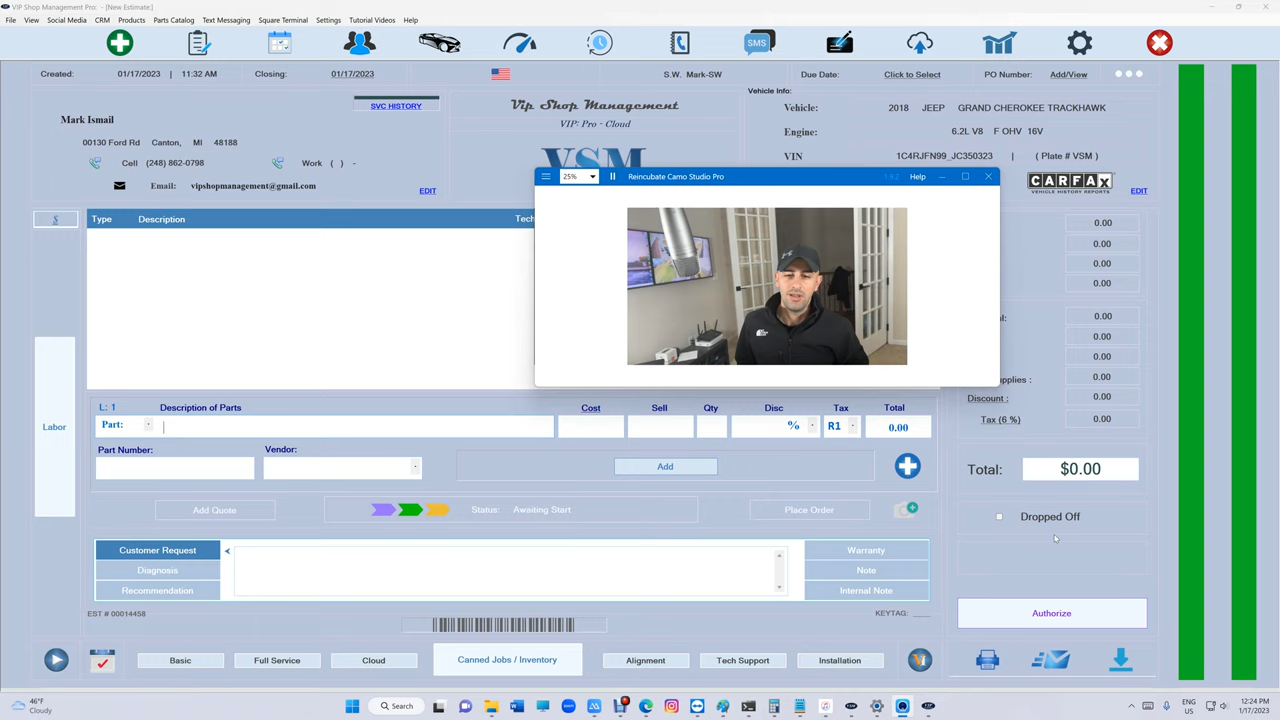 VIP Shop Management Pro: - [New Estimate:]
File View Social Media CRM Products Parts Catalog Text Messaging Square Terminal Settings Tutorial Videos Help
SMS
Created: 01/17/2023 | 11:32 AM Closing: 01/17/2023 S.W. Mark-SW Due Date: Click to Select PO Number: Add/View
SVC HISTORY
Vehicle Info:
Vip Shop Management
Vehicle: 2018 JEEP GRAND CHEROKEE TRACKHAWK
Mark Ismail
VIP: Pro - Cloud
Engine: 6.2L V8 F OHV 16V
00130 Ford Rd Canton, MI 48188
VSM
VIN 1C4RJFN99_JC350323 | ( Plate # VSM )
Cell (248) 862-0798 Work ( ) -
25% Reincubate Camo Studio Pro 1.9.2 Help
Email: vipshopmanagement@gmail.com
CARFAX
VEHICLE HISTORY REPORTS
EDIT
EDIT
S Type Description Tech
0.00
0.00
0.00
0.00
al: 0.00
0.00
0.00
upplies : 0.00
Discount : 0.00
Tax (6 %) 0.00
L: 1 Description of Parts Cost Sell Qty Disc Tax Total
Labor
Part: % R1 0.00
Part Number: Vendor:
Add
Total: $0.00
Add Quote Status: Awaiting Start Place Order
Dropped Off
Customer Request Warranty
Diagnosis Note
Recommendation Internal Note
EST # 00014458 KEYTAG: ___
Authorize
Basic Full Service Cloud Canned Jobs / Inventory Alignment Tech Support Installation
46°F
Cloudy
Search
ENG
US
12:24 PM
1/17/2023